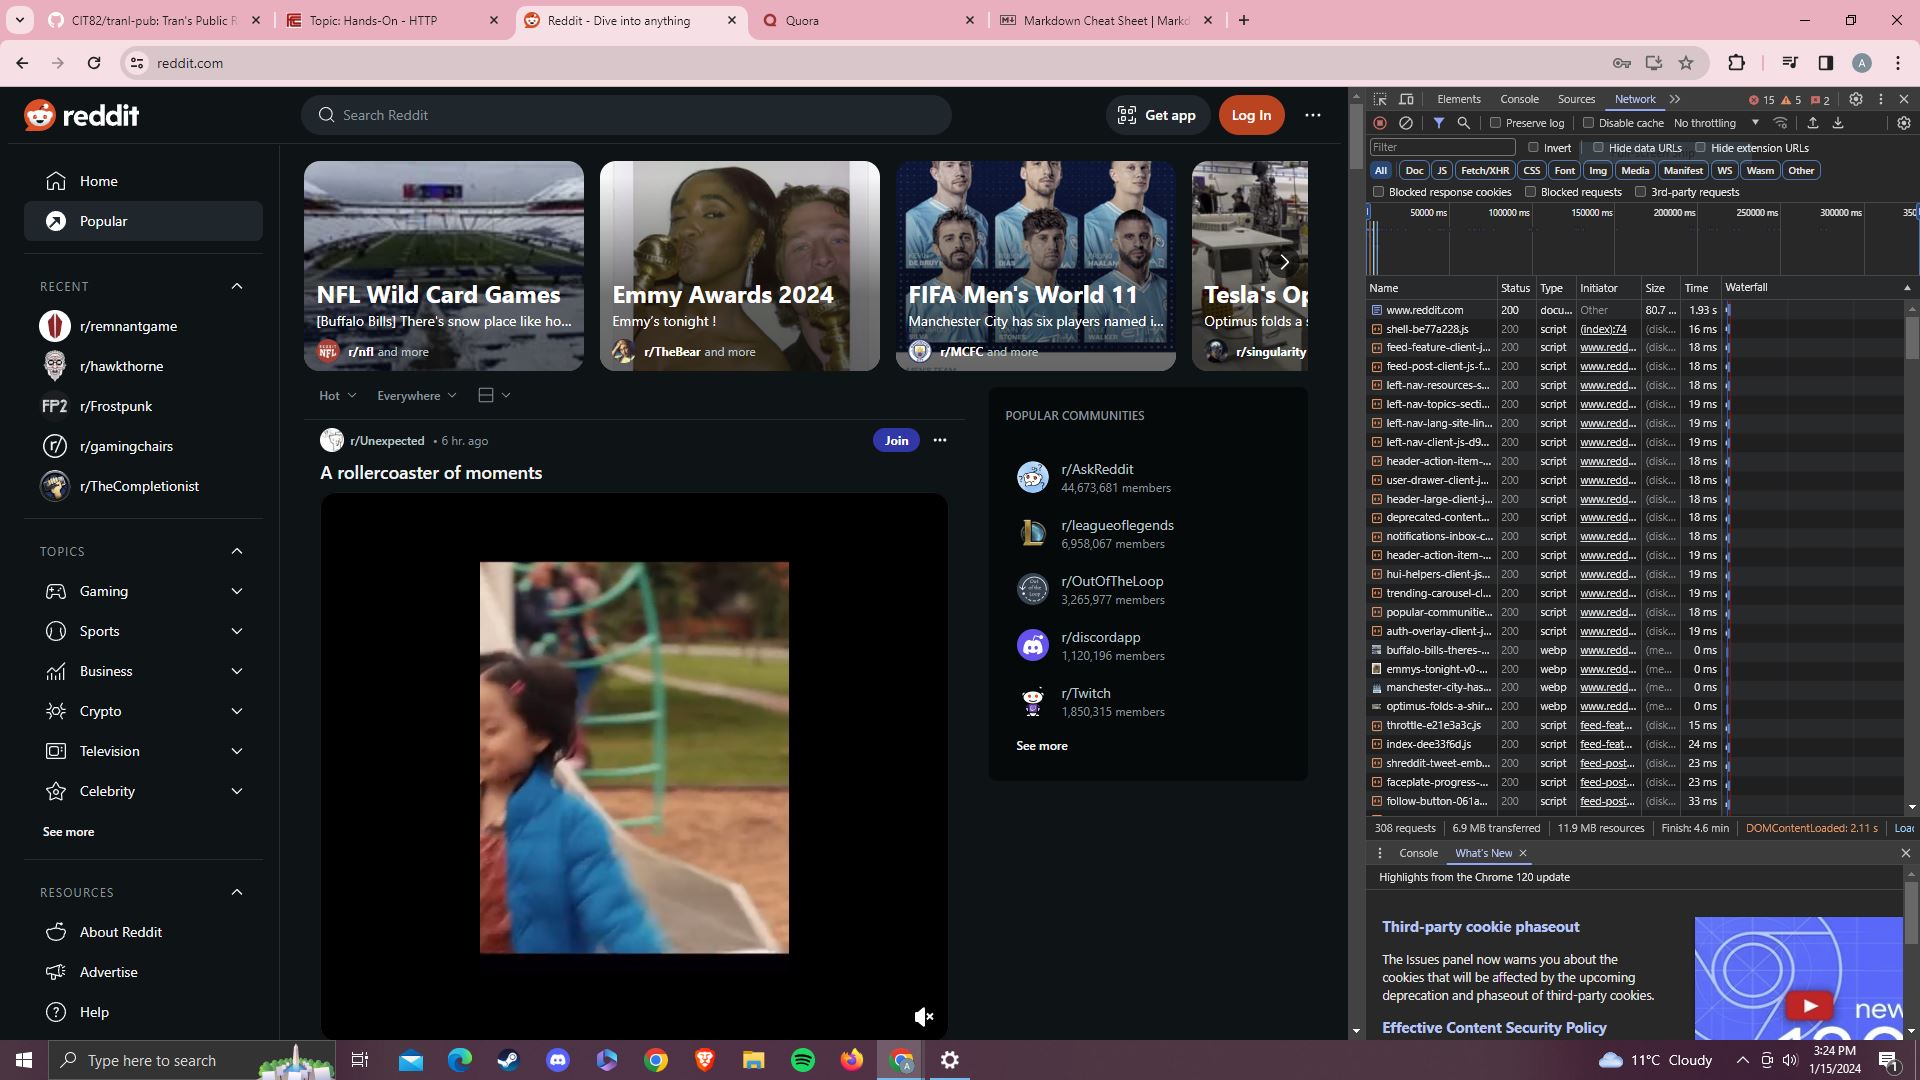 CIT82/tranl-pub: Tran's Public R
Topic: Hands-On - HTTP
Reddit - Dive into anything
Quora
Markdown Cheat Sheet | Markd
reddit.com
A
reddit
Search Reddit
Get app
Log In
Home
Popular
RECENT
r/remnantgame
r/hawkthorne
FP2
r/Frostpunk
r/gamingchairs
r/TheCompletionist
TOPICS
Gaming
Sports
Business
Crypto
Television
Celebrity
See more
RESOURCES
About Reddit
Advertise
Help
NFL Wild Card Games
[Buffalo Bills] There's snow place like ho...
NFL
r/nfl and more
Emmy Awards 2024
Emmy's tonight !
r/TheBear and more
FIFA Men's World 11
Manchester City has six players named i...
r/MCFC and more
Tesla's Op
Optimus folds a s
r/singularity
Hot
Everywhere
r/Unexpected • 6 hr. ago
Join
A rollercoaster of moments
POPULAR COMMUNITIES
r/AskReddit
44,673,681 members
r/leagueoflegends
6,958,067 members
r/OutOfTheLoop
3,265,977 members
r/discordapp
1,120,196 members
r/Twitch
1,850,315 members
See more
Elements Console Sources Network 15 5 2
Preserve log Disable cache No throttling
Filter Invert Hide data URLs Hide extension URLs
All Doc JS Fetch/XHR CSS Font Img Media Manifest WS Wasm Other
Blocked response cookies Blocked requests 3rd-party requests
50000 ms 100000 ms 150000 ms 200000 ms 250000 ms 300000 ms 350
Name Status Type Initiator Size Time Waterfall
www.reddit.com 200 docu... Other 80.7 ... 1.93 s
shell-be77a228.js 200 script (index):74 (disk... 16 ms
feed-feature-client-j... 200 script www.redd... (disk... 18 ms
feed-post-client-js-f... 200 script www.redd... (disk... 18 ms
left-nav-resources-s... 200 script www.redd... (disk... 18 ms
left-nav-topics-secti... 200 script www.redd... (disk... 19 ms
left-nav-lang-site-lin... 200 script www.redd... (disk... 19 ms
left-nav-client-js-d9... 200 script www.redd... (disk... 19 ms
header-action-item-... 200 script www.redd... (disk... 18 ms
user-drawer-client-j... 200 script www.redd... (disk... 18 ms
header-large-client-j... 200 script www.redd... (disk... 18 ms
deprecated-content... 200 script www.redd... (disk... 18 ms
notifications-inbox-c... 200 script www.redd... (disk... 18 ms
header-action-item-... 200 script www.redd... (disk... 19 ms
hui-helpers-client-js... 200 script www.redd... (disk... 19 ms
trending-carousel-cl... 200 script www.redd... (disk... 19 ms
popular-communitie... 200 script www.redd... (disk... 18 ms
auth-overlay-client-j... 200 script www.redd... (disk... 19 ms
buffalo-bills-theres-... 200 webp www.redd... (me... 0 ms
emmys-tonight-v0-... 200 webp www.redd... (me... 0 ms
manchester-city-has... 200 webp www.redd... (me... 0 ms
optimus-folds-a-shir... 200 webp www.redd... (me... 0 ms
throttle-e21e3a3c.js 200 script feed-feat... (disk... 15 ms
index-dee33f6d.js 200 script feed-feat... (disk... 24 ms
shreddit-tweet-emb... 200 script feed-post... (disk... 23 ms
faceplate-progress-... 200 script feed-post... (disk... 23 ms
follow-button-061a... 200 script feed-post... (disk... 33 ms
308 requests 6.9 MB transferred 11.9 MB resources Finish: 4.6 min DOMContentLoaded: 2.11 s Loac
Console What's New
Highlights from the Chrome 120 update
Third-party cookie phaseout
The Issues panel now warns you about the
cookies that will be affected by the upcoming
deprecation and phaseout of third-party cookies.
Effective Content Security Policy
new
Type here to search
11°C Cloudy
3:24 PM
1/15/2024
1